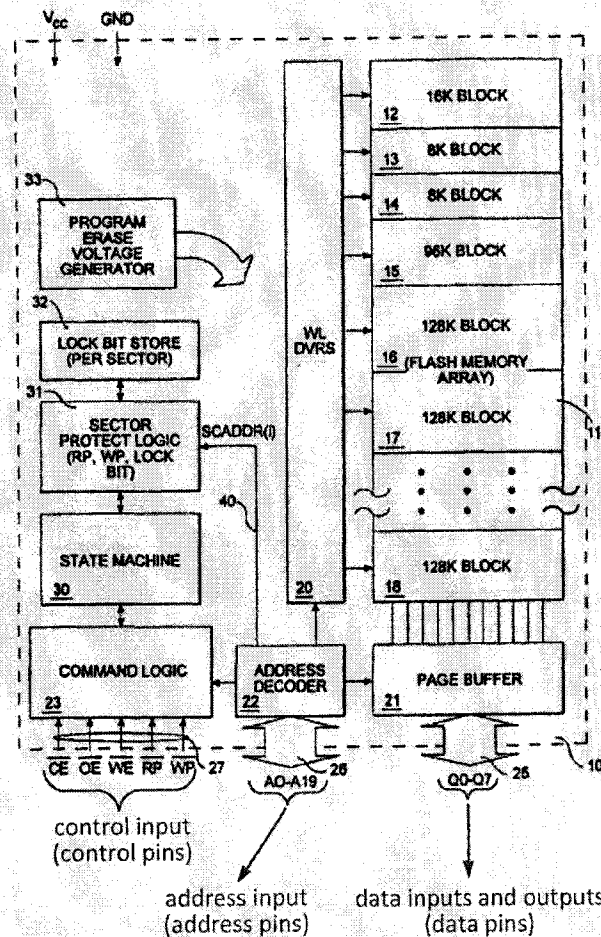 Vcc GND
33
PROGRAM
ERASE
VOLTAGE
GENERATOR
32
LOCK BIT STORE
(PER SECTOR)
31
SECTOR
PROTECT LOGIC
(RP, WP, LOCK
BIT)
SCADDR(i)
40
STATE MACHINE
30
COMMAND LOGIC
23
CE OE WE RP WP
27
control input
(control pins)
WL
DVRS
20
ADDRESS
DECODER
22
26
A0-A19
address input
(address pins)
16K BLOCK
12
8K BLOCK
13
8K BLOCK
14
96K BLOCK
15
128K BLOCK
16 (FLASH MEMORY
ARRAY)
128K BLOCK
17
11
128K BLOCK
18
PAGE BUFFER
21
25
10
Q0-Q7
data inputs and outputs
(data pins)